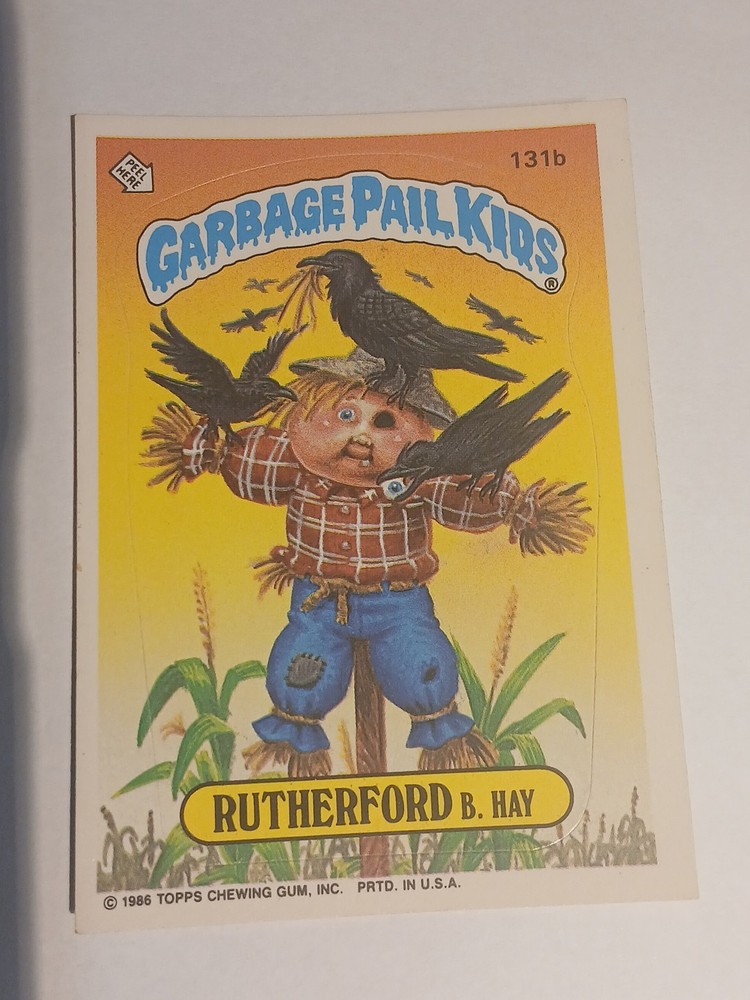 PEEL
HERE
131b
GARBAGE PAIL KIDS
®
RUTHERFORD B. HAY
© 1986 TOPPS CHEWING GUM, INC. PRTD. IN U.S.A.